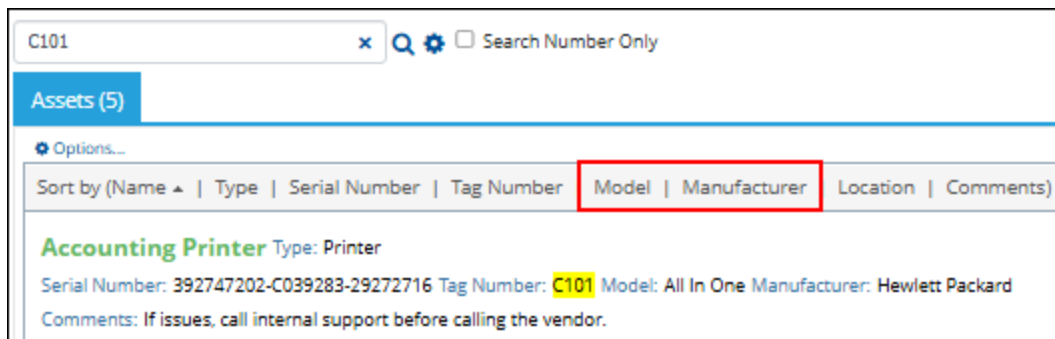 C101 × Search Number Only
Assets (5)
Options...
Sort by (Name ▲ | Type | Serial Number | Tag Number | Model | Manufacturer | Location | Comments)
Accounting Printer Type: Printer
Serial Number: 392747202-C039283-29272716 Tag Number: C101 Model: All In One Manufacturer: Hewlett Packard
Comments: If issues, call internal support before calling the vendor.